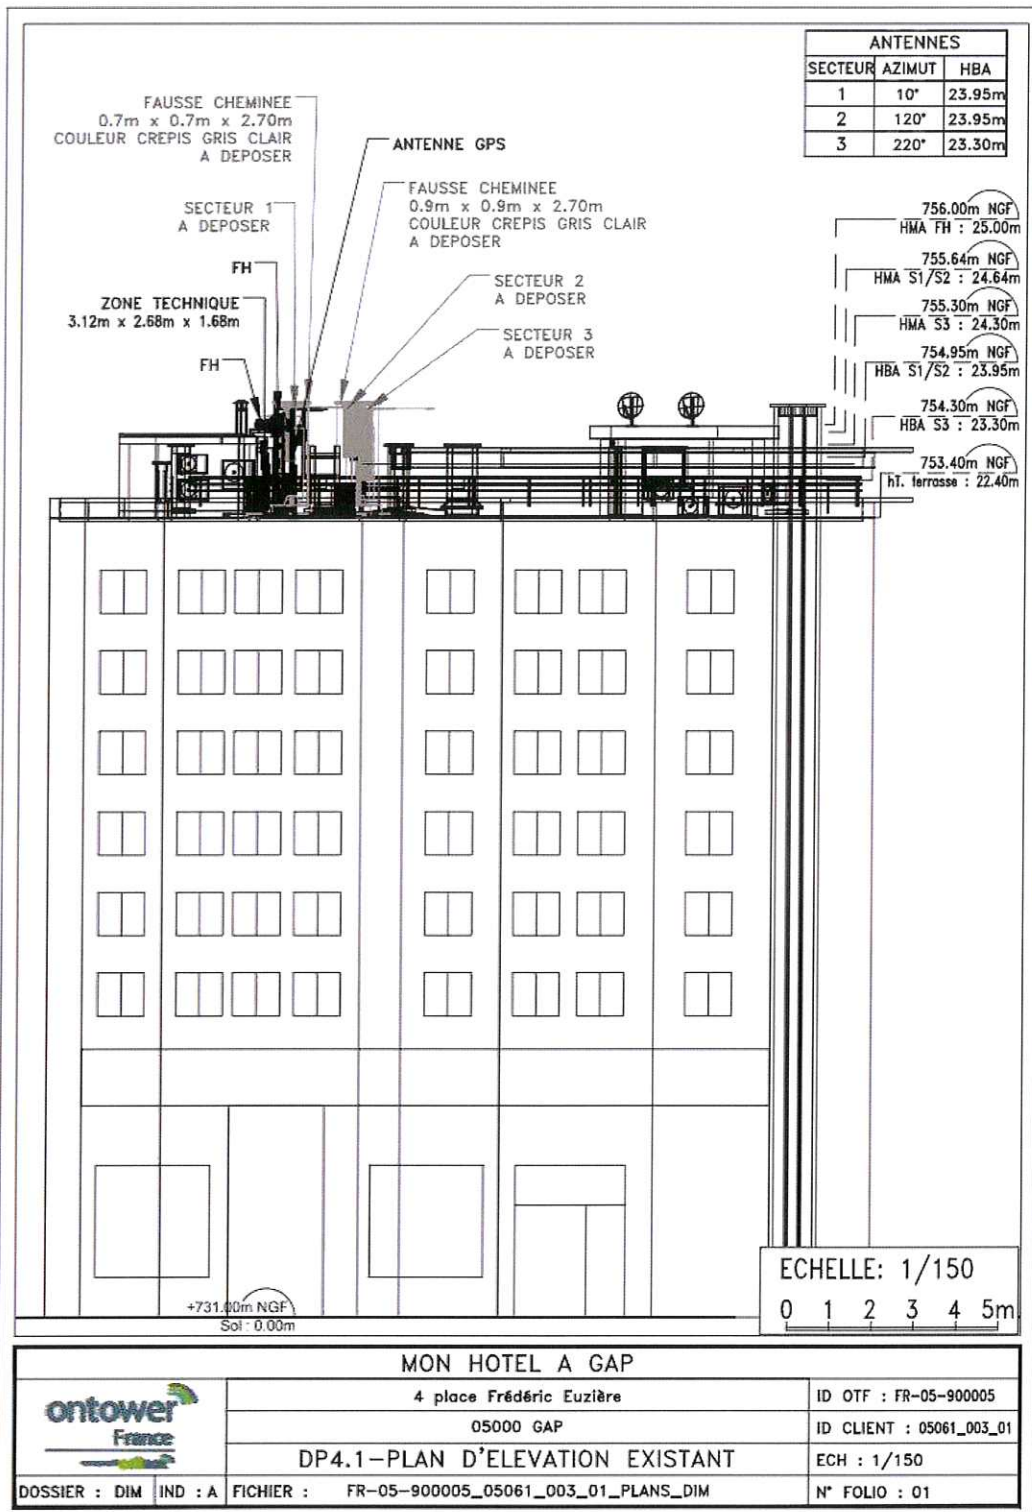 ANTENNES
SECTEUR AZIMUT HBA
1 10° 23.95m
2 120° 23.95m
3 220° 23.30m
FAUSSE CHEMINEE
0.7m x 0.7m x 2.70m
COULEUR CREPIS GRIS CLAIR
A DEPOSER
ANTENNE GPS
FAUSSE CHEMINEE
0.9m x 0.9m x 2.70m
COULEUR CREPIS GRIS CLAIR
A DEPOSER
SECTEUR 1
A DEPOSER
FH
SECTEUR 2
A DEPOSER
ZONE TECHNIQUE
3.12m x 2.68m x 1.68m
SECTEUR 3
A DEPOSER
FH
756.00m NGF
HMA FH : 25.00m
755.64m NGF
HMA S1/S2 : 24.64m
755.30m NGF
HMA S3 : 24.30m
754.95m NGF
HBA S1/S2 : 23.95m
754.30m NGF
HBA S3 : 23.30m
753.40m NGF
hT. terrasse : 22.40m
+731.00m NGF
Sol : 0.00m
ECHELLE: 1/150
0 1 2 3 4 5m
MON HOTEL A GAP
ontower
France
4 place Frédéric Euzière
05000 GAP
DP4.1-PLAN D'ELEVATION EXISTANT
ID OTF : FR-05-900005
ID CLIENT : 05061_003_01
ECH : 1/150
DOSSIER : DIM IND : A FICHIER : FR-05-900005_05061_003_01_PLANS_DIM N° FOLIO : 01